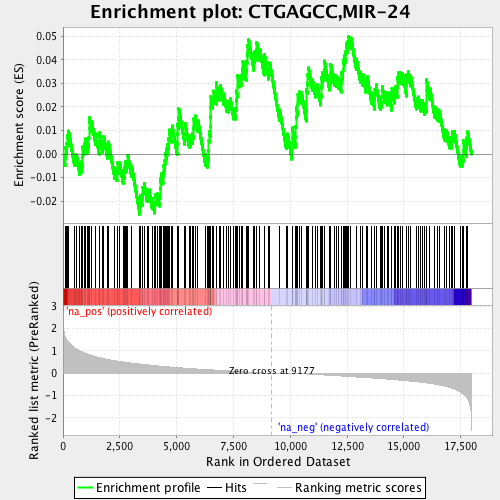 Enrichment plot: CTGAGCC,MIR-24
Enrichment score (ES)
0.05
0.04
0.03
0.02
0.01
0.00
-0.01
-0.02
'na_pos' (positively correlated)
Ranked list metric (PreRanked)
3
2
1
0
-1
-2
Zero cross at 9177
'na_neg' (negatively correlated)
0
2,500
5,000
7,500
10,000
12,500
15,000
17,500
Rank in Ordered Dataset
Enrichment profile
Hits
Ranking metric scores